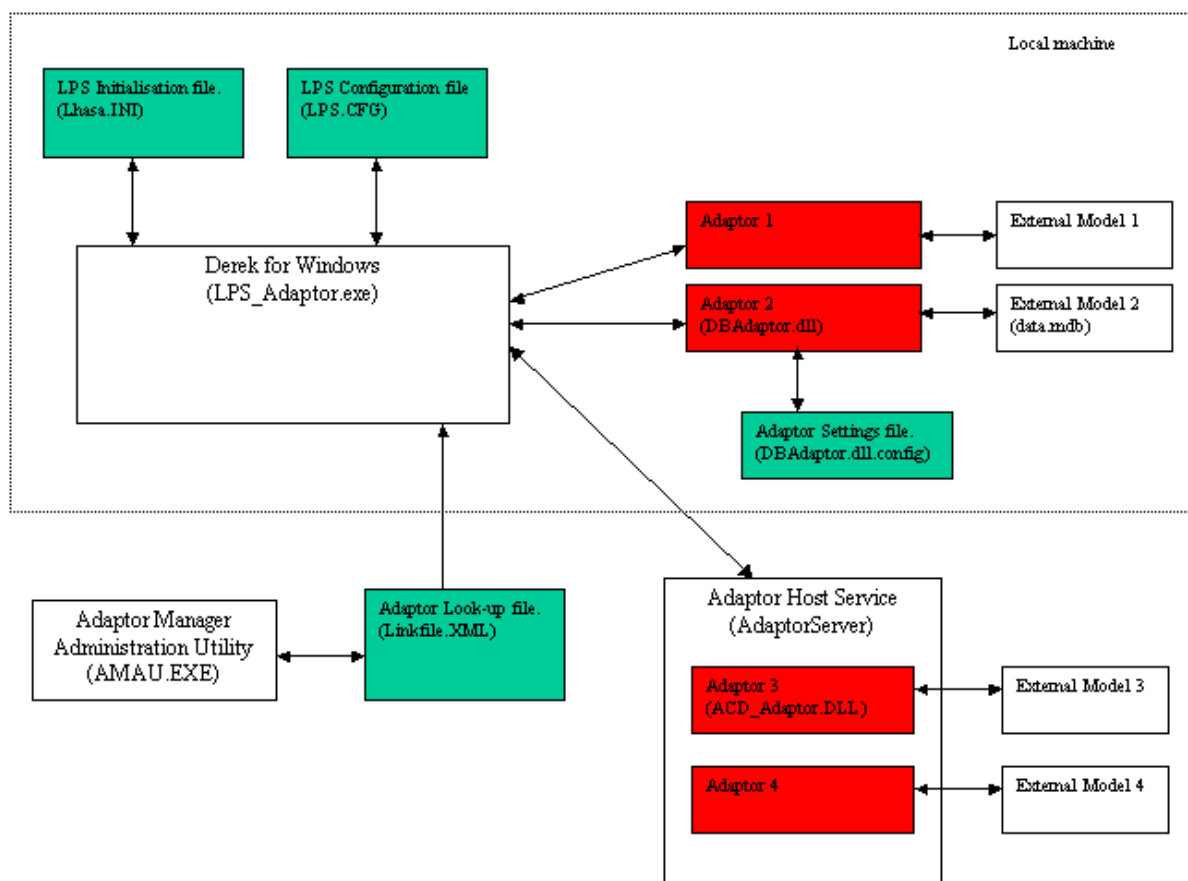 Local machine
LPS Initialisation file.
(Lhasa.INI)
LPS Configuration file
(LPS.CFG)
Adaptor 1
External Model 1
Derek for Windows
(LPS_Adaptor.exe)
Adaptor 2
(DBAdaptor.dll)
External Model 2
(data.mdb)
Adaptor Settings file.
(DBAdaptor.dll.config)
Adaptor Manager
Administration Utility
(AMAU.EXE)
Adaptor Look-up file.
(Linkfile.XML)
Adaptor Host Service
(AdaptorServer)
Adaptor 3
(ACD_Adaptor.DLL)
External Model 3
Adaptor 4
External Model 4